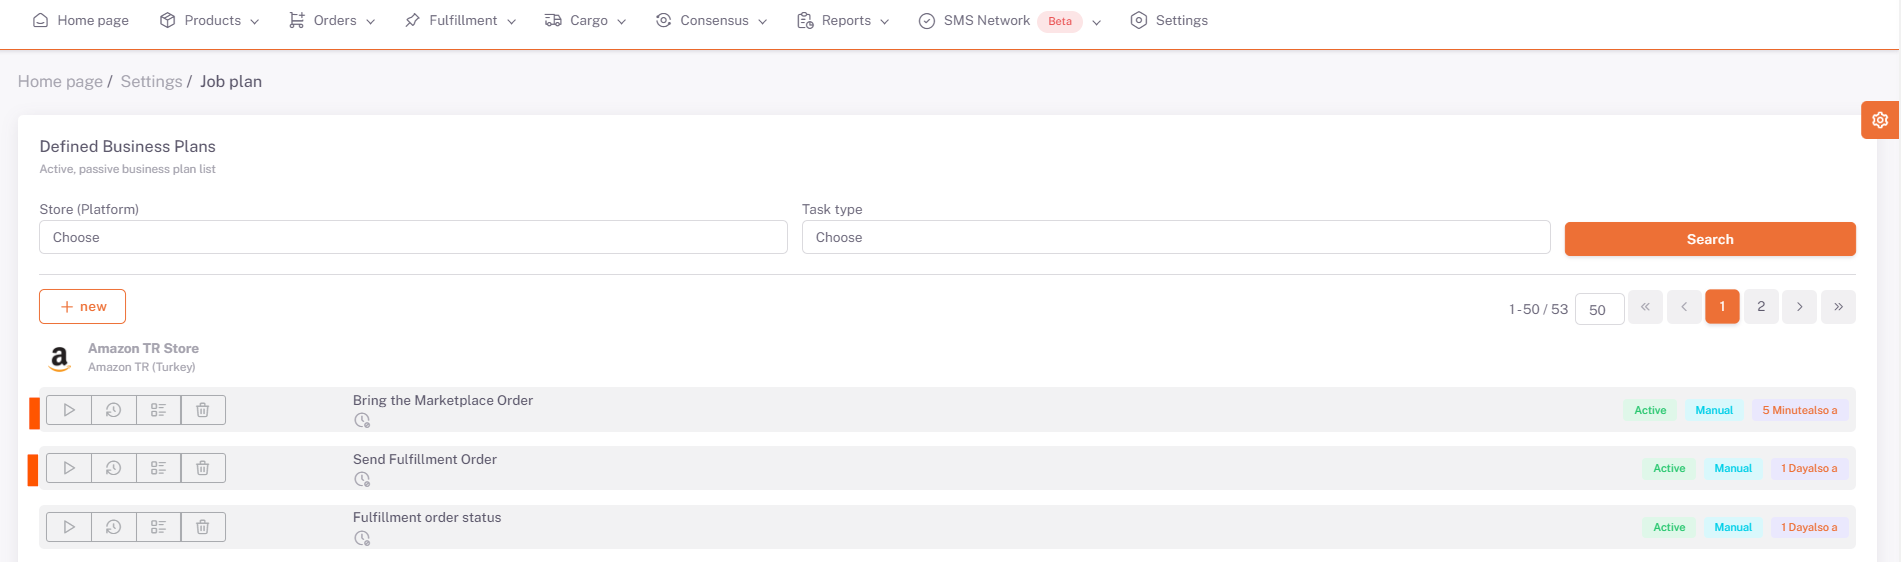 Home page Products Orders Fulfillment Cargo Consensus Reports SMS Network Beta Settings
Home page / Settings / Job plan
Defined Business Plans
Active, passive business plan list
Store (Platform) Task type
Choose Choose Search
+ new 1 - 50 / 53 50 « < 1 2 > »
Amazon TR Store
Amazon TR (Turkey)
Bring the Marketplace Order Active Manual 5 Minutealso a
Send Fulfillment Order Active Manual 1 Dayalso a
Fulfillment order status Active Manual 1 Dayalso a